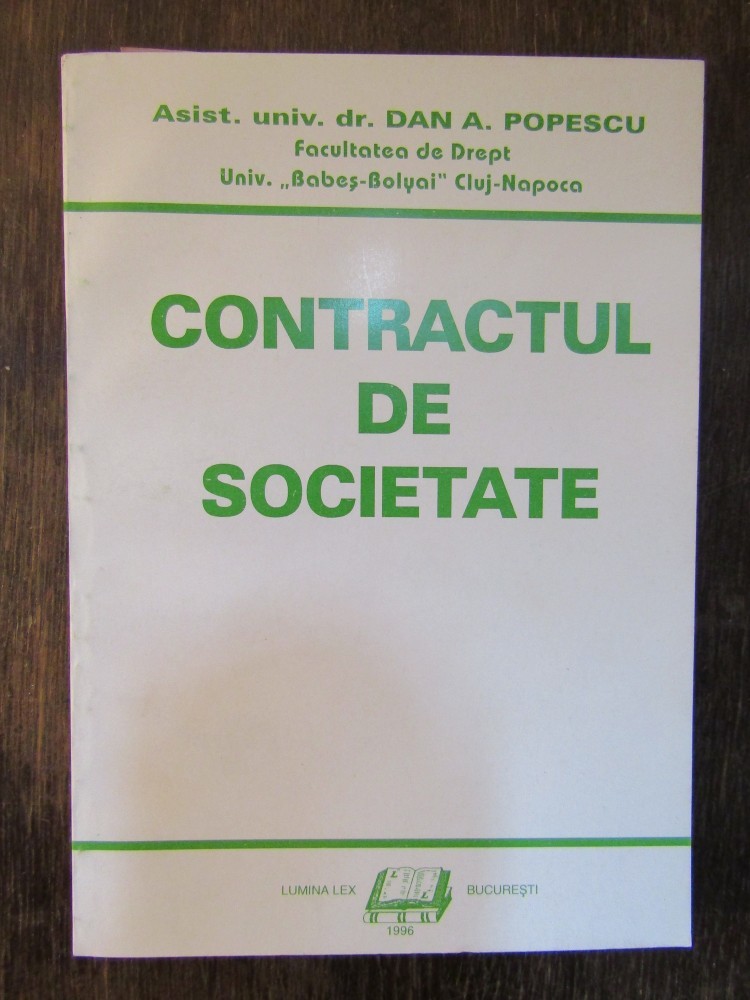 Asist. univ. dr. DAN A. POPESCU
Facultatea de Drept
Univ. „Babeş-Bolyai" Cluj-Napoca
CONTRACTUL
DE
SOCIETATE
LUMINA LEX BUCUREŞTI
1996